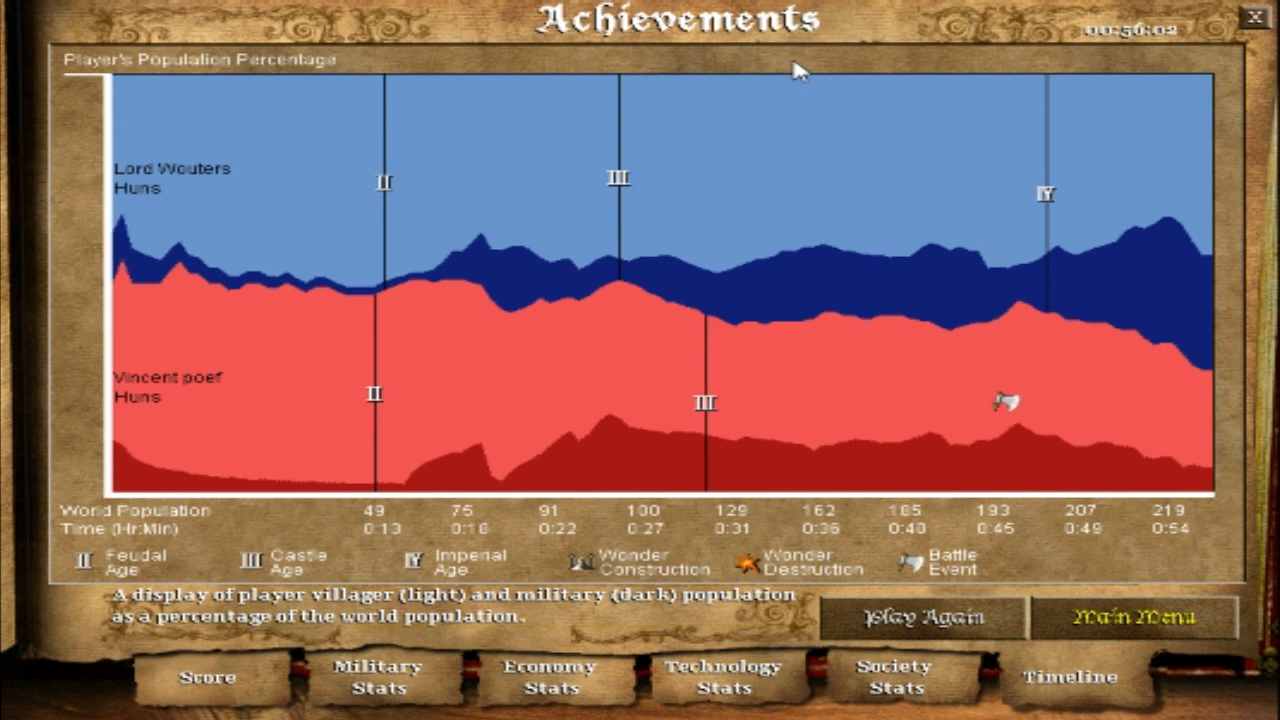 Achievements
00:56:02
X
Player's Population Percentage
Lord Wouters
Huns
II
III
IV
Vincent poef
Huns
II
III
World Population 49 75 91 100 129 162 185 193 207 219
Time (Hr:Min) 0:13 0:18 0:22 0:27 0:31 0:36 0:40 0:45 0:49 0:54
II Feudal Age
III Castle Age
IV Imperial Age
Wonder Construction
Wonder Destruction
Battle Event
A display of player villager (light) and military (dark) population
as a percentage of the world population.
Play Again
Main Menu
Score
Military Stats
Economy Stats
Technology Stats
Society Stats
Timeline